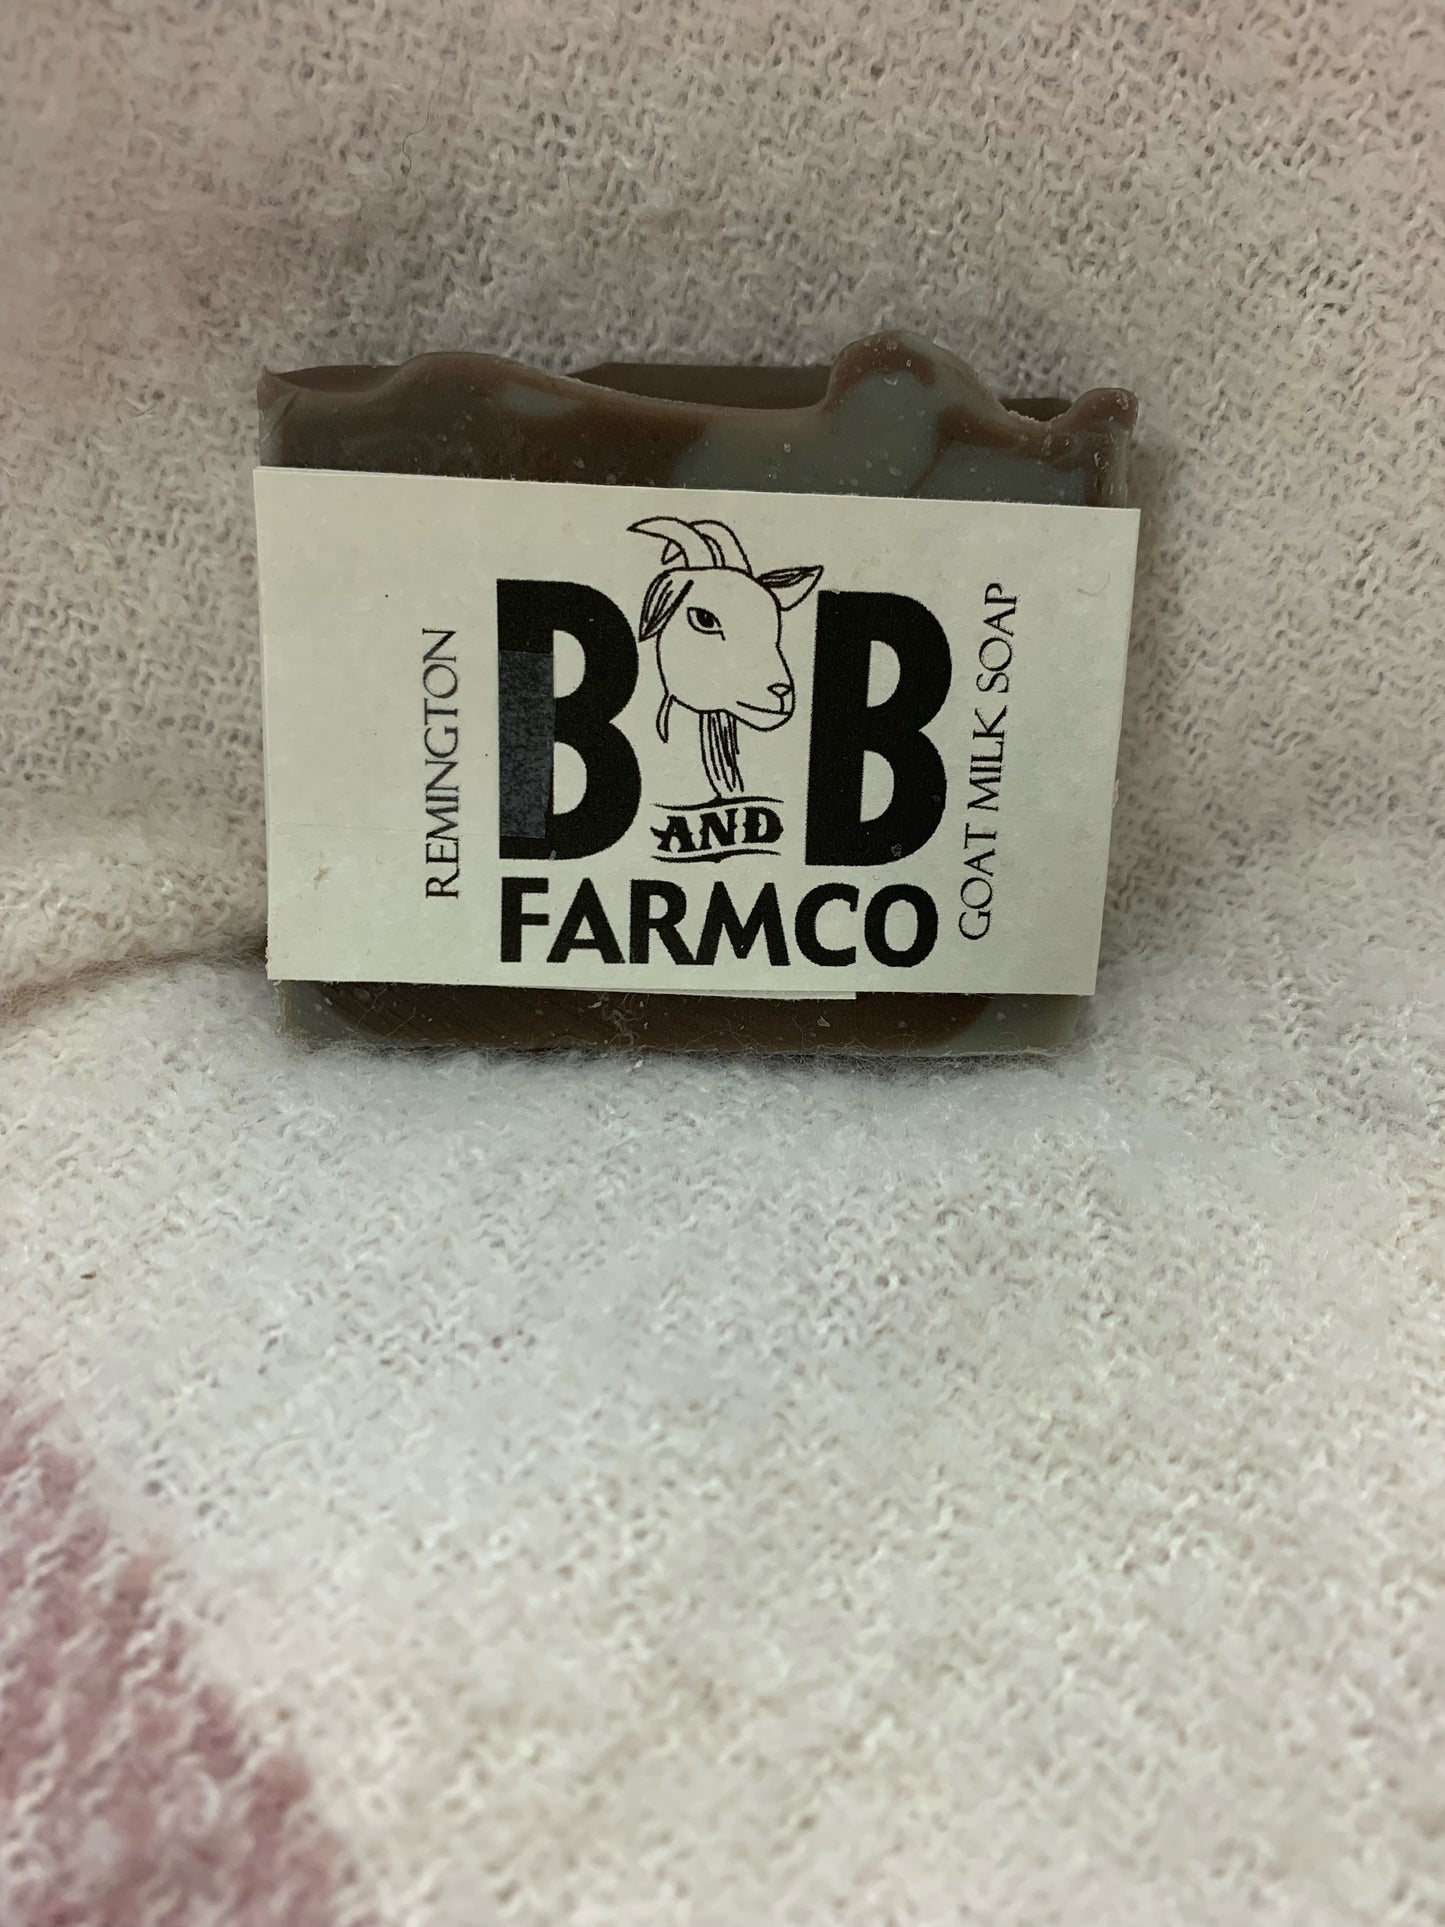 REMINGTON
B AND B
FARMCO
GOAT MILK SOAP